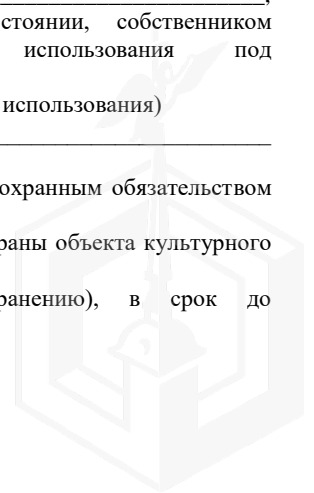 стоянии, собственником
использования под
использования)
охранным обязательством
раны объекта культурного
ранению), в срок до